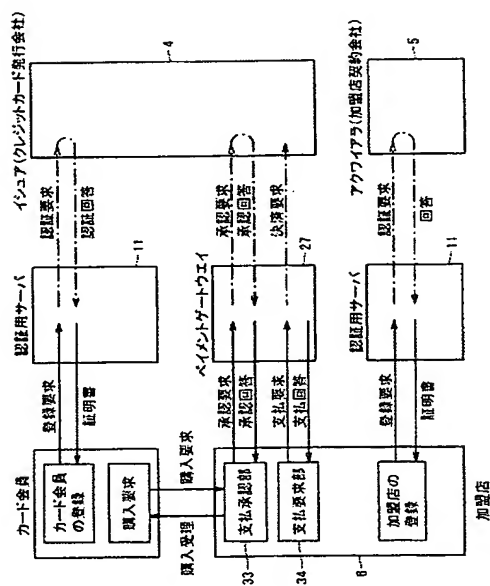 イシュア(クレジットカード発行会社)
4
アクワイアラ(加盟店契約会社)
5
認証要求
認証回答
承認要求
承認回答
決済要求
認証要求
回答
認証用サーバ
11
ペイメントゲートウェイ
27
認証用サーバ
11
登録要求
証明書
承認要求
承認回答
支払要求
支払回答
登録要求
証明書
カード会員
カード会員
の登録
購入要求
購入要求
購入受理
支払承認部
33
支払要求部
34
加盟店の
登録
6
加盟店